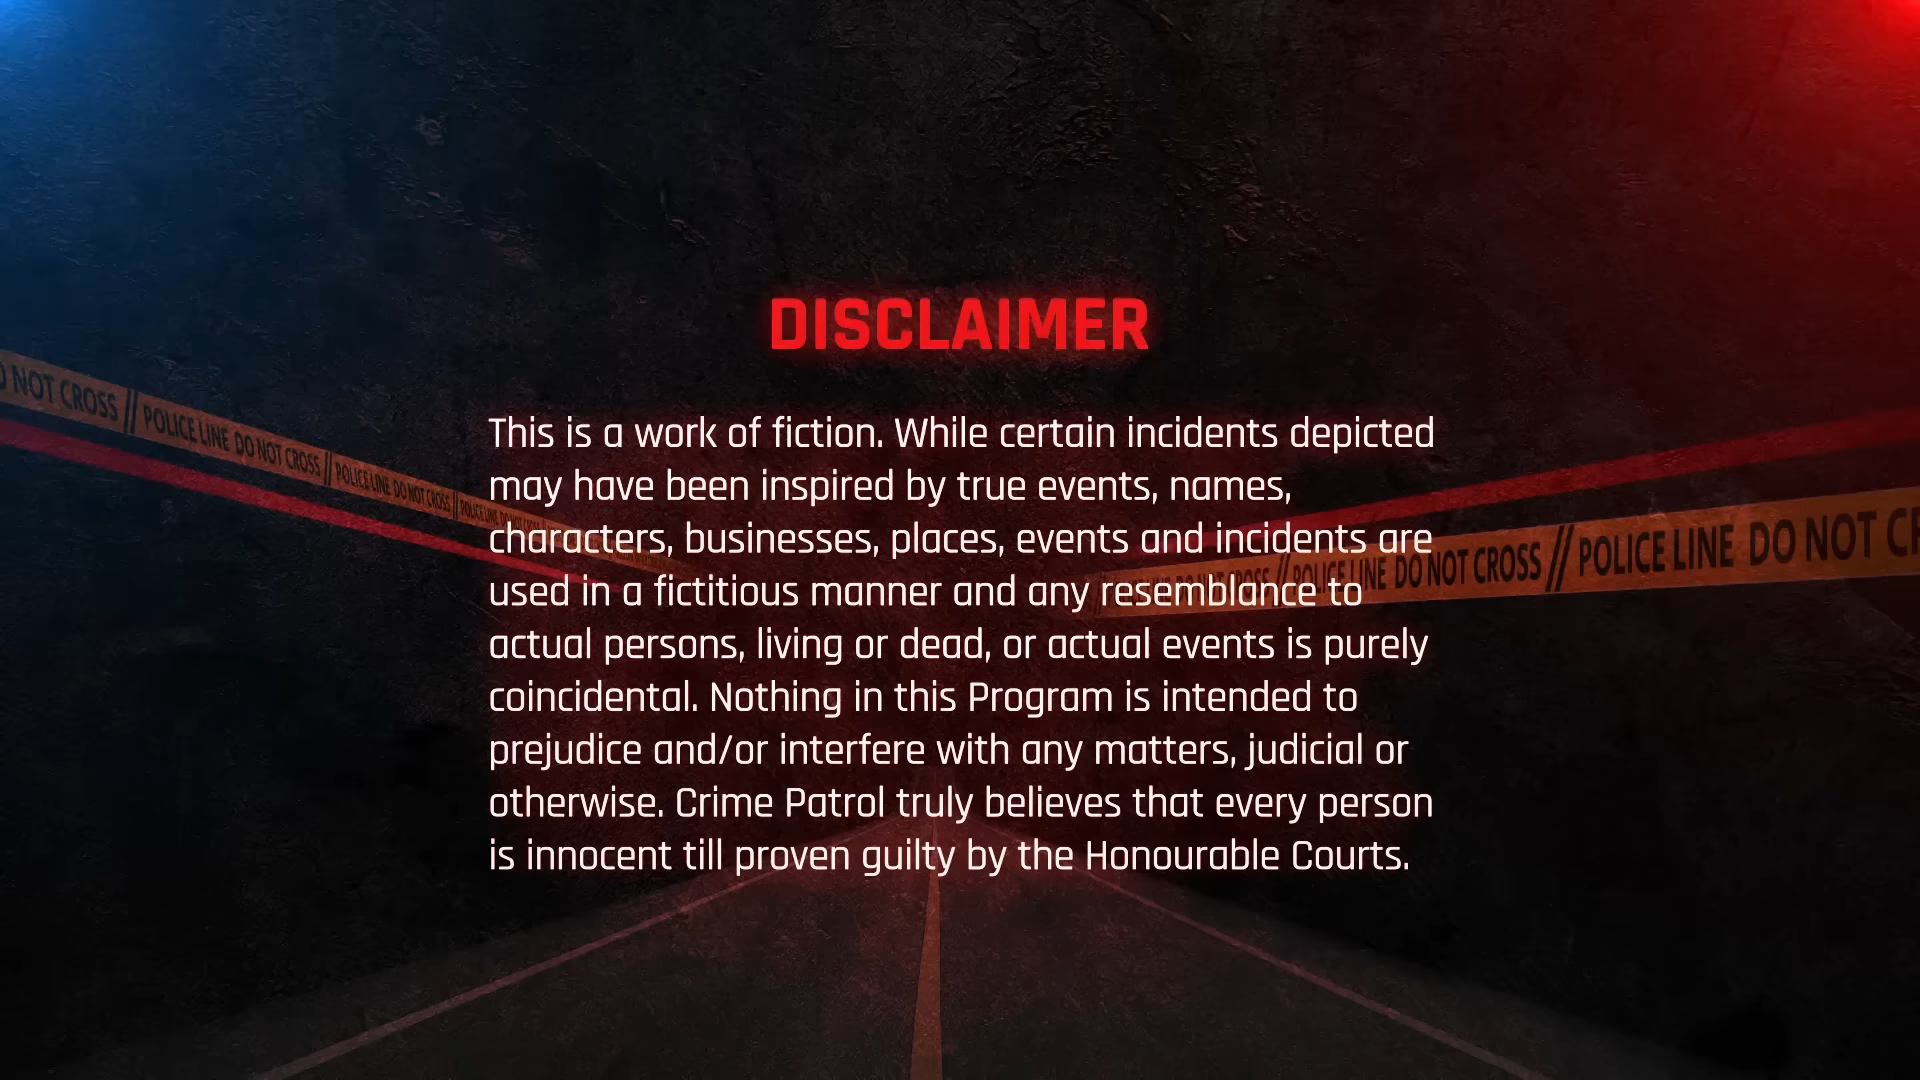 DISCLAIMER
This is a work of fiction. While certain incidents depicted
may have been inspired by true events, names,
characters, businesses, places, events and incidents are
used in a fictitious manner and any resemblance to
actual persons, living or dead, or actual events is purely
coincidental. Nothing in this Program is intended to
prejudice and/or interfere with any matters, judicial or
otherwise. Crime Patrol truly believes that every person
is innocent till proven guilty by the Honourable Courts.
NOT CROSS // POLICE LINE DO NOT CROSS // POLICE LINE DO NOT CROSS //
DO NOT CROSS // POLICE LINE DO NOT